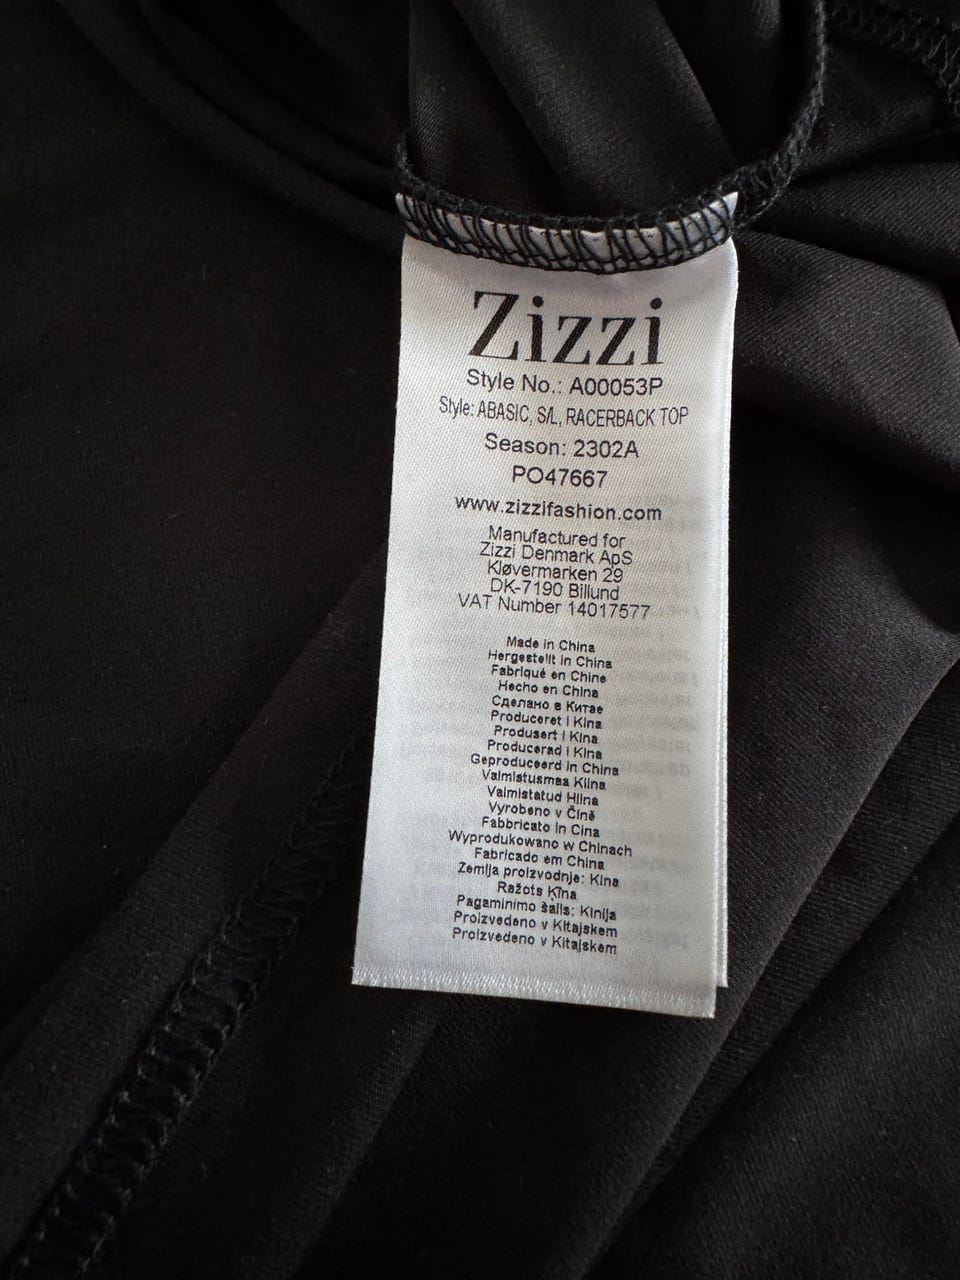 Zizzi
Style No.: A00053P
Style: ABASIC, S/L, RACERBACK TOP
Season: 2302A
PO47667
www.zizzifashion.com
Manufactured for
Zizzi Denmark ApS
Kløvermarken 29
DK-7190 Billund
VAT Number 14017577
Made in China
Hergestellt in China
Fabriqué en Chine
Hecho en China
Сделано в Китае
Produceret i Kina
Produsert i Kina
Producerad i Kina
Geproduceerd in China
Valmistusmaa Kiina
Valmistatud Hiina
Vyrobeno v Číně
Fabbricato in Cina
Wyprodukowano w Chinach
Fabricado em China
Zemlja proizvodnje: Kina
Ražots Ķīna
Pagaminimo šalis: Kinija
Proizvedeno v Kitajskem
Proizvedeno v Kitajskem